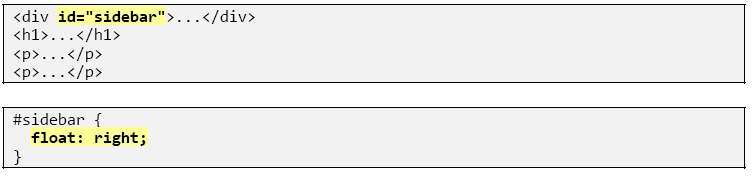 <div id="sidebar">...</div>
<h1>...</h1>
<p>...</p>
<p>...</p>
#sidebar {
  float: right;
}